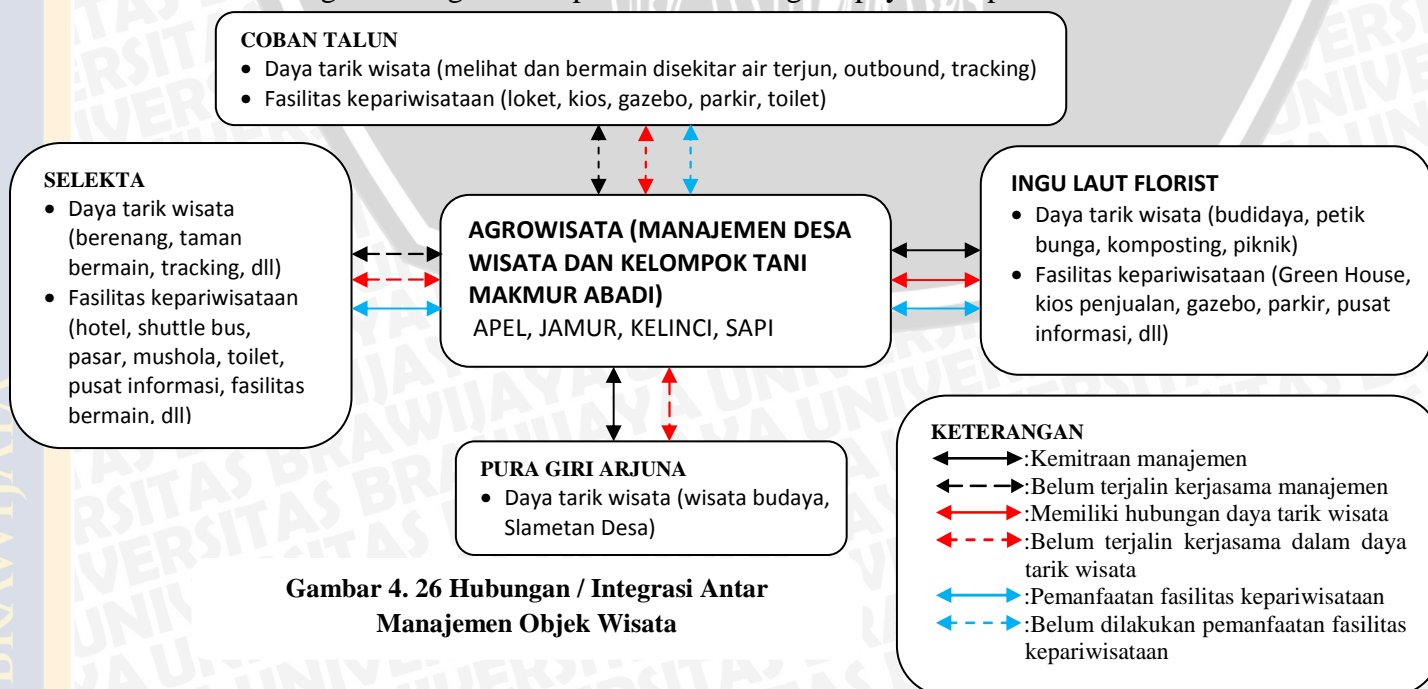 COBAN TALUN
• Daya tarik wisata (melihat dan bermain disekitar air terjun, outbound, tracking)
• Fasilitas kepariwisataan (loket, kios, gazebo, parkir, toilet)
SELEKTA
• Daya tarik wisata
(berenang, taman
bermain, tracking, dll)
• Fasilitas kepariwisataan
(hotel, shuttle bus,
pasar, mushola, toilet,
pusat informasi, fasilitas
bermain, dll)
AGROWISATA (MANAJEMEN DESA
WISATA DAN KELOMPOK TANI
MAKMUR ABADI)
APEL, JAMUR, KELINCI, SAPI
INGU LAUT FLORIST
• Daya tarik wisata (budidaya, petik
bunga, komposting, piknik)
• Fasilitas kepariwisataan (Green House,
kios penjualan, gazebo, parkir, pusat
informasi, dll)
PURA GIRI ARJUNA
• Daya tarik wisata (wisata budaya,
Slametan Desa)
KETERANGAN
:Kemitraan manajemen
:Belum terjalin kerjasama manajemen
:Memiliki hubungan daya tarik wisata
:Belum terjalin kerjasama dalam daya
tarik wisata
:Pemanfaatan fasilitas kepariwisataan
:Belum dilakukan pemanfaatan fasilitas
kepariwisataan
Gambar 4. 26 Hubungan / Integrasi Antar
Manajemen Objek Wisata